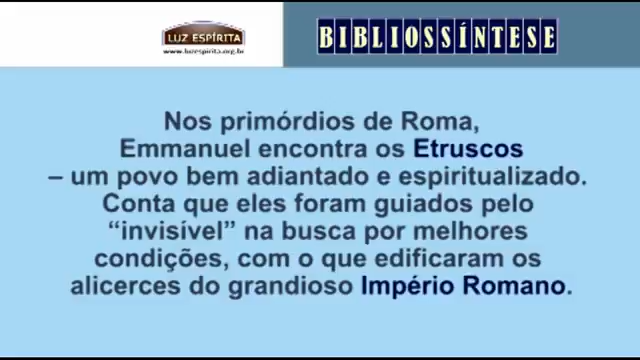 LUZ ESPÍRITA
www.luzespirita.org.br
BIBLIOSSÍNTESE
Nos primórdios de Roma,
Emmanuel encontra os Etruscos
– um povo bem adiantado e espiritualizado.
Conta que eles foram guiados pelo
“invisível” na busca por melhores
condições, com o que edificaram os
alicerces do grandioso Império Romano.